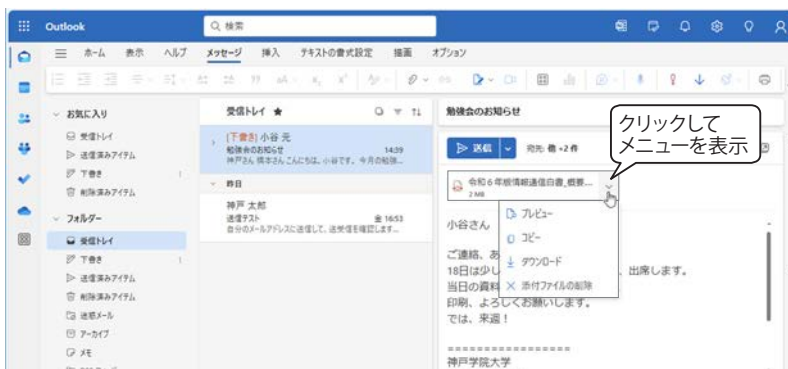 Outlook
検索
ホーム 表示 ヘルプ メッセージ 挿入 テキストの書式設定 描画 オプション
お気に入り
受信トレイ
送信済みアイテム
下書き 1
削除済みアイテム
フォルダー
受信トレイ
下書き 1
送信済みアイテム
削除済みアイテム
迷惑メール
アーカイブ
メモ
受信トレイ ★
[下書き] 小谷 元
勉強会のお知らせ 14:39
神戸さん 橋本さん こんにちは。小谷です。今月の勉強...
昨日
神戸 太郎
送信テスト 金 16:53
自分のメールアドレスに送信して、送受信を確認します...
勉強会のお知らせ
クリックして
メニューを表示
送信 宛先: 他 +2 件
令和6年版情報通信白書_概要...
2 MB
プレビュー
コピー
ダウンロード
添付ファイルの削除
小谷さん
ご連絡、あ
18日は少し 、出席します。
当日の資料
印刷、よろしくお願いします。
では、来週！
=================
神戸学院大学